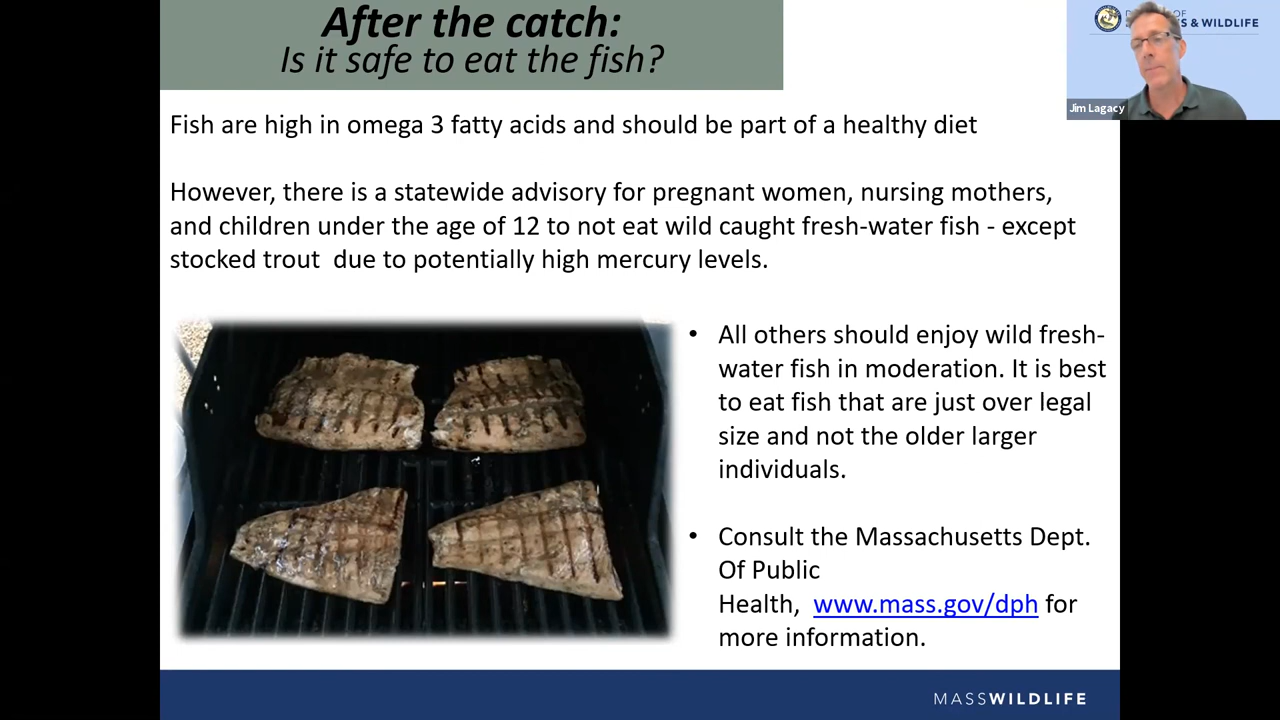 After the catch:
Is it safe to eat the fish?
S & WILDLIFE
Jim Lagacy
Fish are high in omega 3 fatty acids and should be part of a healthy diet
However, there is a statewide advisory for pregnant women, nursing mothers,
and children under the age of 12 to not eat wild caught fresh-water fish - except
stocked trout due to potentially high mercury levels.
• All others should enjoy wild fresh-
water fish in moderation. It is best
to eat fish that are just over legal
size and not the older larger
individuals.
• Consult the Massachusetts Dept.
Of Public
Health, www.mass.gov/dph for
more information.
MASSWILDLIFE